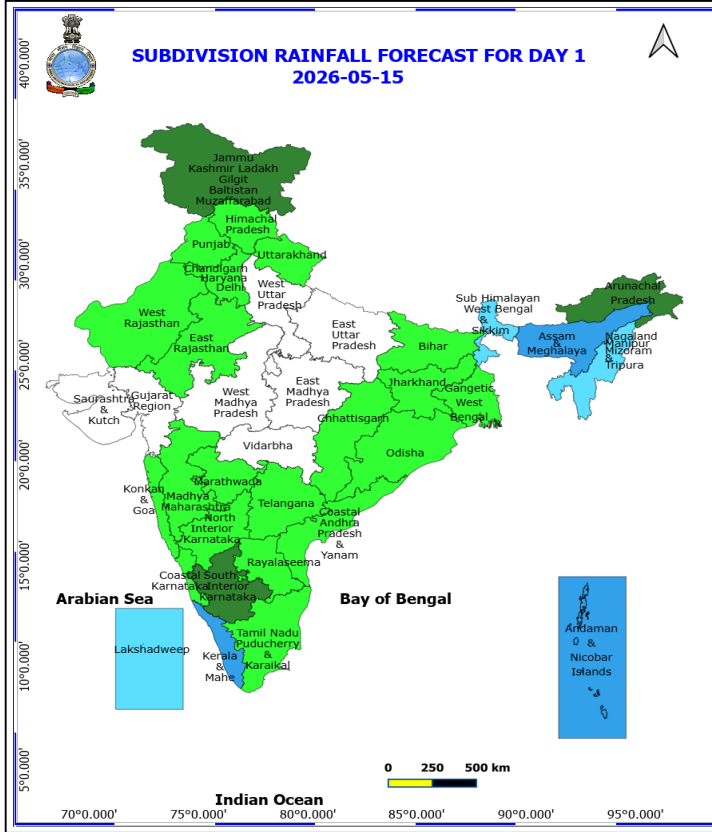 SUBDIVISION RAINFALL FORECAST FOR DAY 1
2026-05-15
40°0.000'
35°0.000'
30°0.000'
25°0.000'
20°0.000'
15°0.000'
10°0.000'
5°0.000'
Jammu
Kashmir Ladakh
Gilgit
Baltistan
Muzaffarabad
Himachal
Pradesh
Punjab
Uttarakhand
Chandigarh
Haryana
Delhi
West
Uttar
Pradesh
West
Rajasthan
East
Rajasthan
East
Uttar
Pradesh
Sub Himalayan
West Bengal
&
Sikkim
Arunachal
Pradesh
Assam
&
Meghalaya
Nagaland
Manipur
Mizoram
&
Tripura
Bihar
Jharkhand
Gangetic
West
Bengal
Saurashtra
&
Kutch
Gujarat
Region
West
Madhya
Pradesh
East
Madhya
Pradesh
Chhattisgarh
Odisha
Vidarbha
Konkan
&
Goa
Madhya
Maharashtra
Marathwada
Telangana
North
Interior
Karnataka
Coastal
Andhra
Pradesh
&
Yanam
Rayalaseema
Coastal
Karnataka
South
Interior
Karnataka
Arabian Sea
Bay of Bengal
Lakshadweep
Kerala
&
Mahe
Tamil Nadu
Puducherry
&
Karaikal
Andaman
&
Nicobar
Islands
0 250 500 km
Indian Ocean
70°0.000' 75°0.000' 80°0.000' 85°0.000' 90°0.000' 95°0.000'